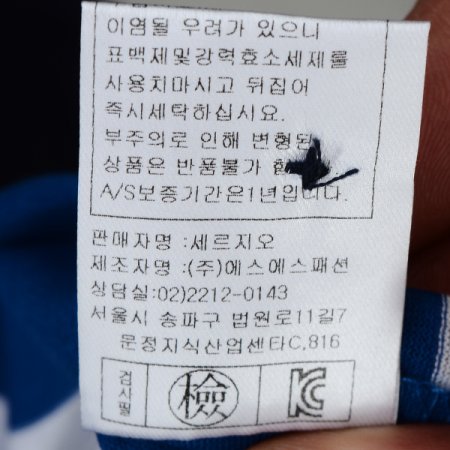 이염될 우려가 있으니
표백제및강력효소세제를
사용치마시고 뒤집어
즉시세탁하십시요.
부주의로 인해 변형된
상품은 반품불가
A/S보증기간은1년입니다.
판매자명 :세르지오
제조자명 :(주)에스에스패션
상담실:02)2212-0143
서울시 송파구 법원로11길7
문정지식산업센타C,816
검사필 檢 KC